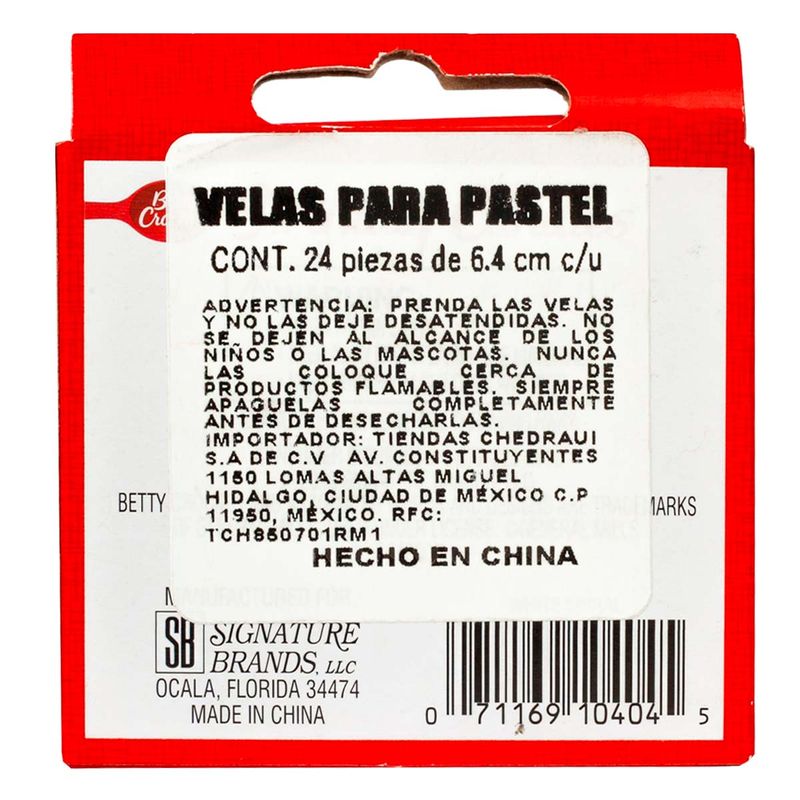 VELAS PARA PASTEL
CONT. 24 piezas de 6.4 cm c/u
ADVERTENCIA: PRENDA LAS VELAS
Y NO LAS DEJE DESATENDIDAS. NO
SE DEJEN AL ALCANCE DE LOS
NIÑOS O LAS MASCOTAS. NUNCA
LAS COLOQUE CERCA DE
PRODUCTOS FLAMABLES. SIEMPRE
APAGUELAS COMPLETAMENTE
ANTES DE DESECHARLAS.
IMPORTADOR: TIENDAS CHEDRAUI
S.A DE C.V AV. CONSTITUYENTES
1150 LOMAS ALTAS MIGUEL
HIDALGO, CIUDAD DE MÉXICO C.P
11950, MÉXICO. RFC:
TCH850701RM1
HECHO EN CHINA
BETTY
MANUFACTURED FOR
SB SIGNATURE
BRANDS, LLC
OCALA, FLORIDA 34474
MADE IN CHINA
0 71169 10404 5